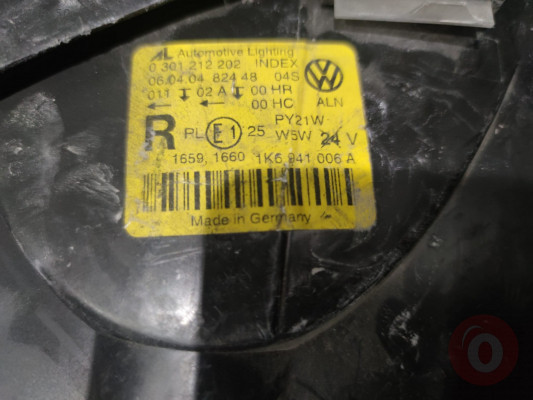 AL Automotive Lighting
0 301 212 202 INDEX
06.04.04 824 48 04S
011 02 A 00 HR
00 HC
ALN
R PL E1 25
PY21W
W5W 24 V
1659, 1660 1K6 941 006 A
Made in Germany